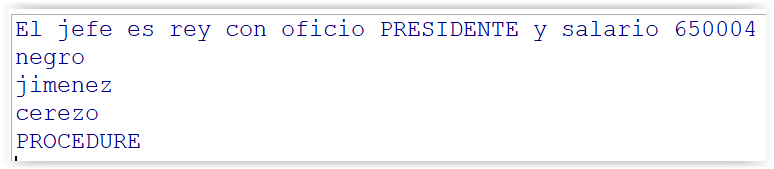 El jefe es rey con oficio PRESIDENTE y salario 650004
negro
jimenez
cerezo
PROCEDURE